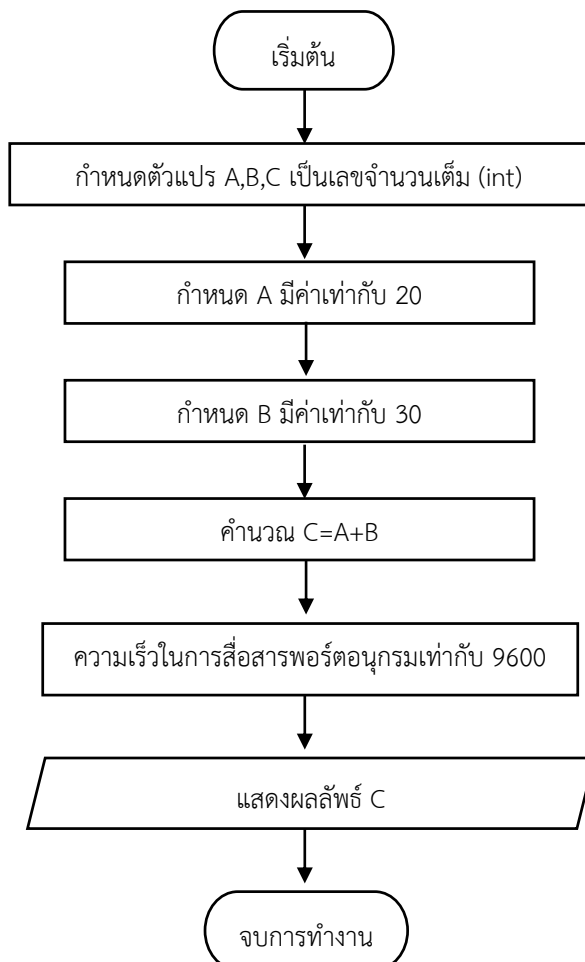 เริ่มต้น
กำหนดตัวแปร A,B,C เป็นเลขจำนวนเต็ม (int)
กำหนด A มีค่าเท่ากับ 20
กำหนด B มีค่าเท่ากับ 30
คำนวณ C=A+B
ความเร็วในการสื่อสารพอร์ตอนุกรมเท่ากับ 9600
แสดงผลลัพธ์ C
จบการทำงาน